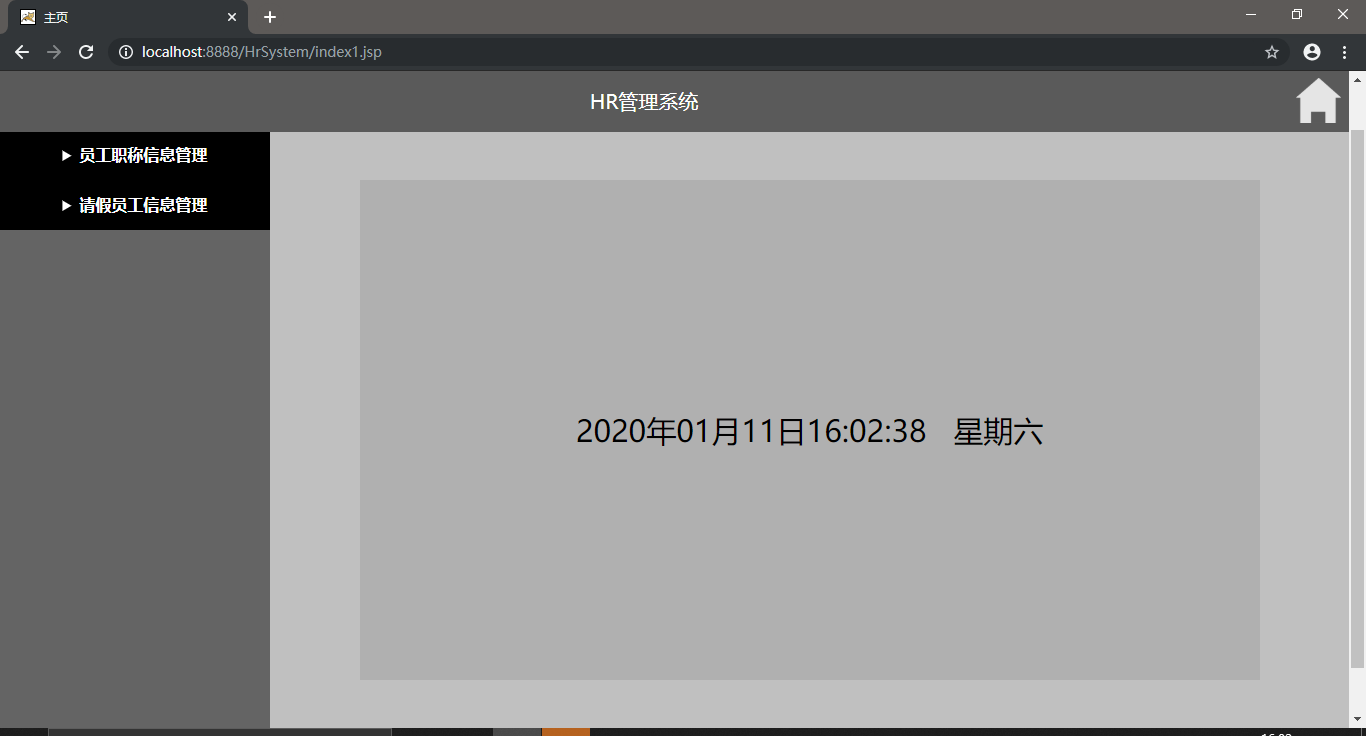 主页
localhost:8888/HrSystem/index1.jsp
HR管理系统
员工职称信息管理
请假员工信息管理
2020年01月11日16:02:38 星期六